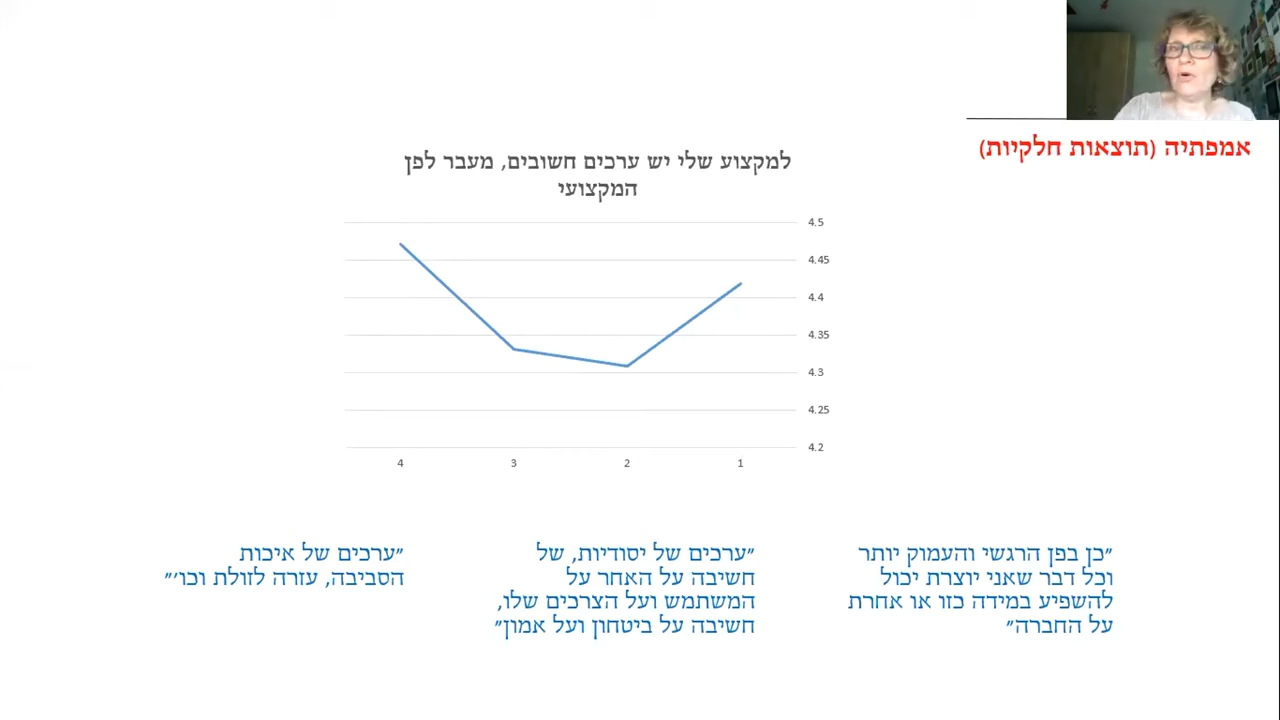 אמפתיה (תוצאות חלקיות)
למקצוע שלי יש ערכים חשובים, מעבר לפן
המקצועי
4.5
4.45
4.4
4.35
4.3
4.25
4.2
1
2
3
4
"כן בפן הרגשי והעמוק יותר
וכל דבר שאני יוצרת יכול
להשפיע במידה כזו או אחרת
על החברה"
"ערכים של יסודיות, של
חשיבה על האחר על
המשתמש ועל הצרכים שלו,
חשיבה על ביטחון ועל אמון"
"ערכים של איכות
הסביבה, עזרה לזולת וכו'"